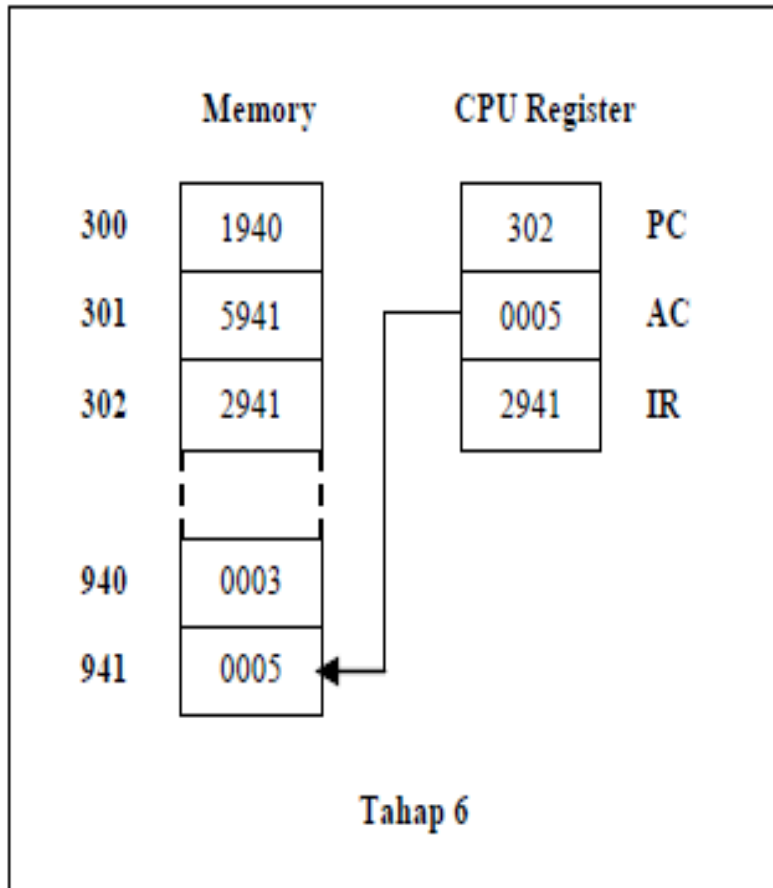 Memory CPU Register
300 1940 302 PC
301 5941 0005 AC
302 2941 2941 IR
940 0003
941 0005
Tahap 6